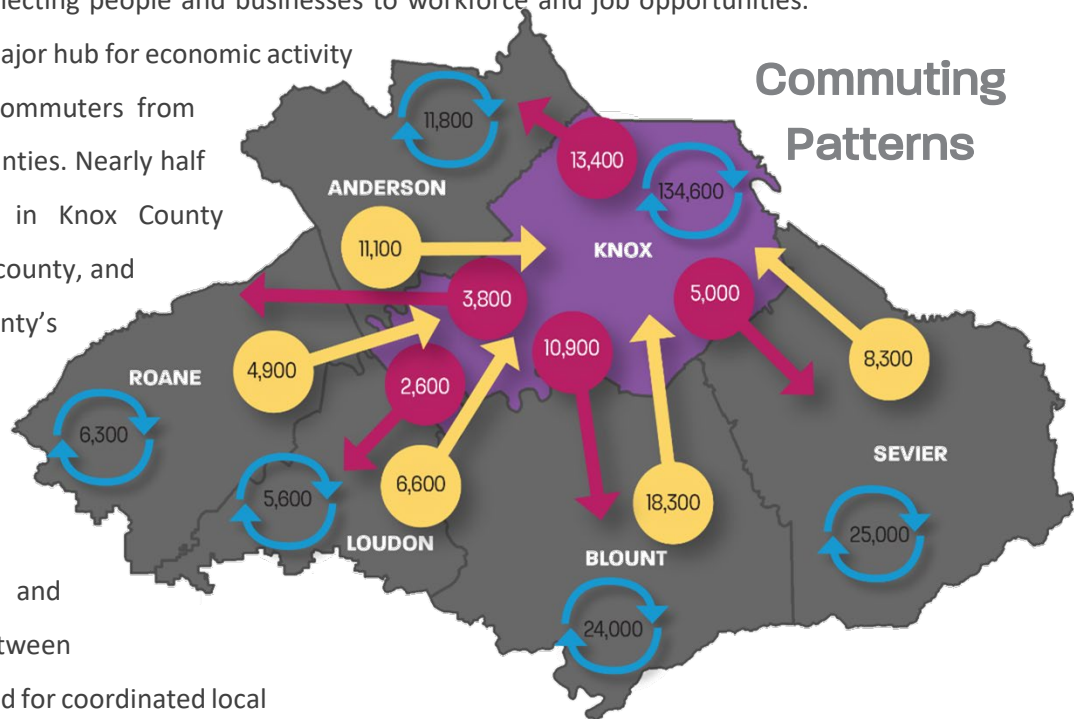 necting people and businesses to workforce and job opportunities.
ajor hub for economic activity
ommuters from
nties. Nearly half
in Knox County
county, and
nty's
and
tween
d for coordinated local
Commuting
Patterns
11,800
13,400
134,600
ANDERSON
11,100
KNOX
3,800
5,000
4,900
10,900
8,300
ROANE
2,600
6,300
SEVIER
5,600
6,600
18,300
LOUDON
25,000
BLOUNT
24,000